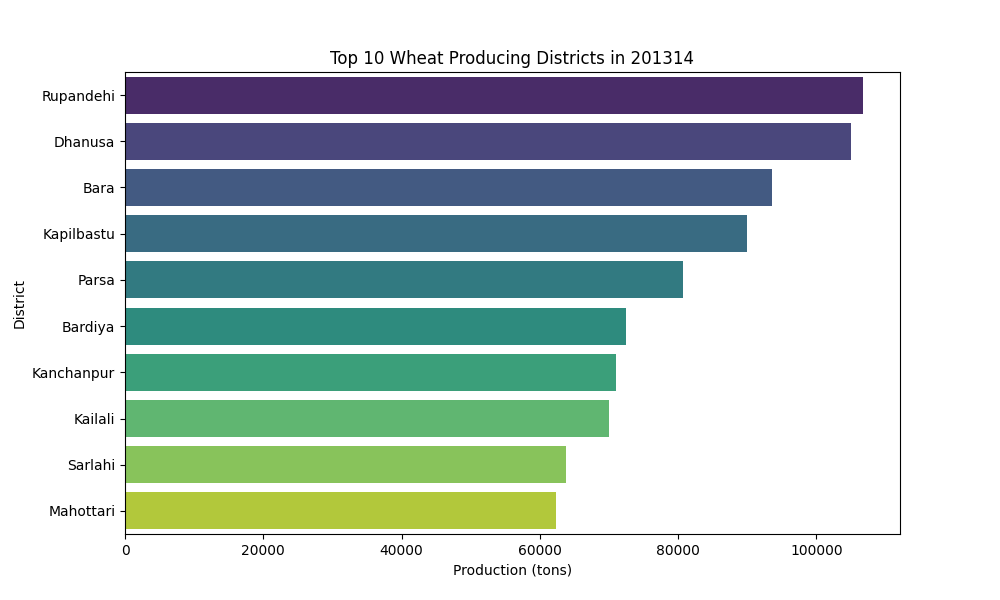 Top 10 Wheat Producing Districts in 201314
Rupandehi
Dhanusa
Bara
Kapilbastu
Parsa
Bardiya
Kanchanpur
Kailali
Sarlahi
Mahottari
District
0 20000 40000 60000 80000 100000
Production (tons)